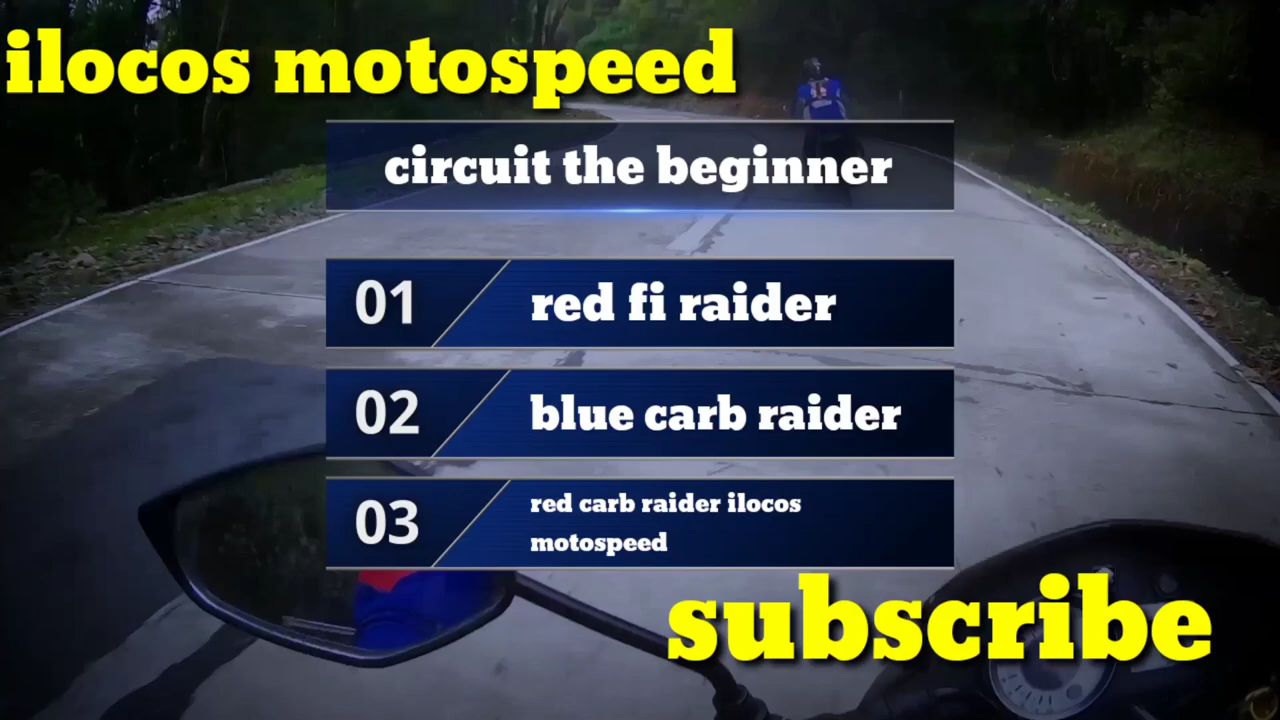 ilocos motospeed
circuit the beginner
01 red fi raider
02 blue carb raider
03 red carb raider ilocos
motospeed
subscribe